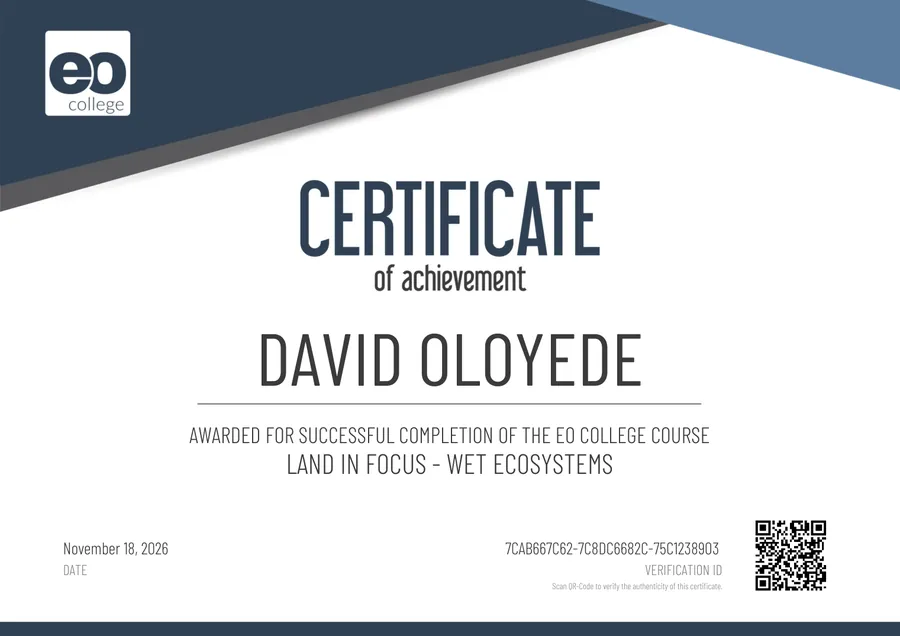 eo
college
CERTIFICATE
of achievement
DAVID OLOYEDE
AWARDED FOR SUCCESSFUL COMPLETION OF THE EO COLLEGE COURSE
LAND IN FOCUS - WET ECOSYSTEMS
November 18, 2026
DATE
7CAB667C62-7C8DC6682C-75C1238903
VERIFICATION ID
Scan QR-Code to verify the authenticity of this certificate.